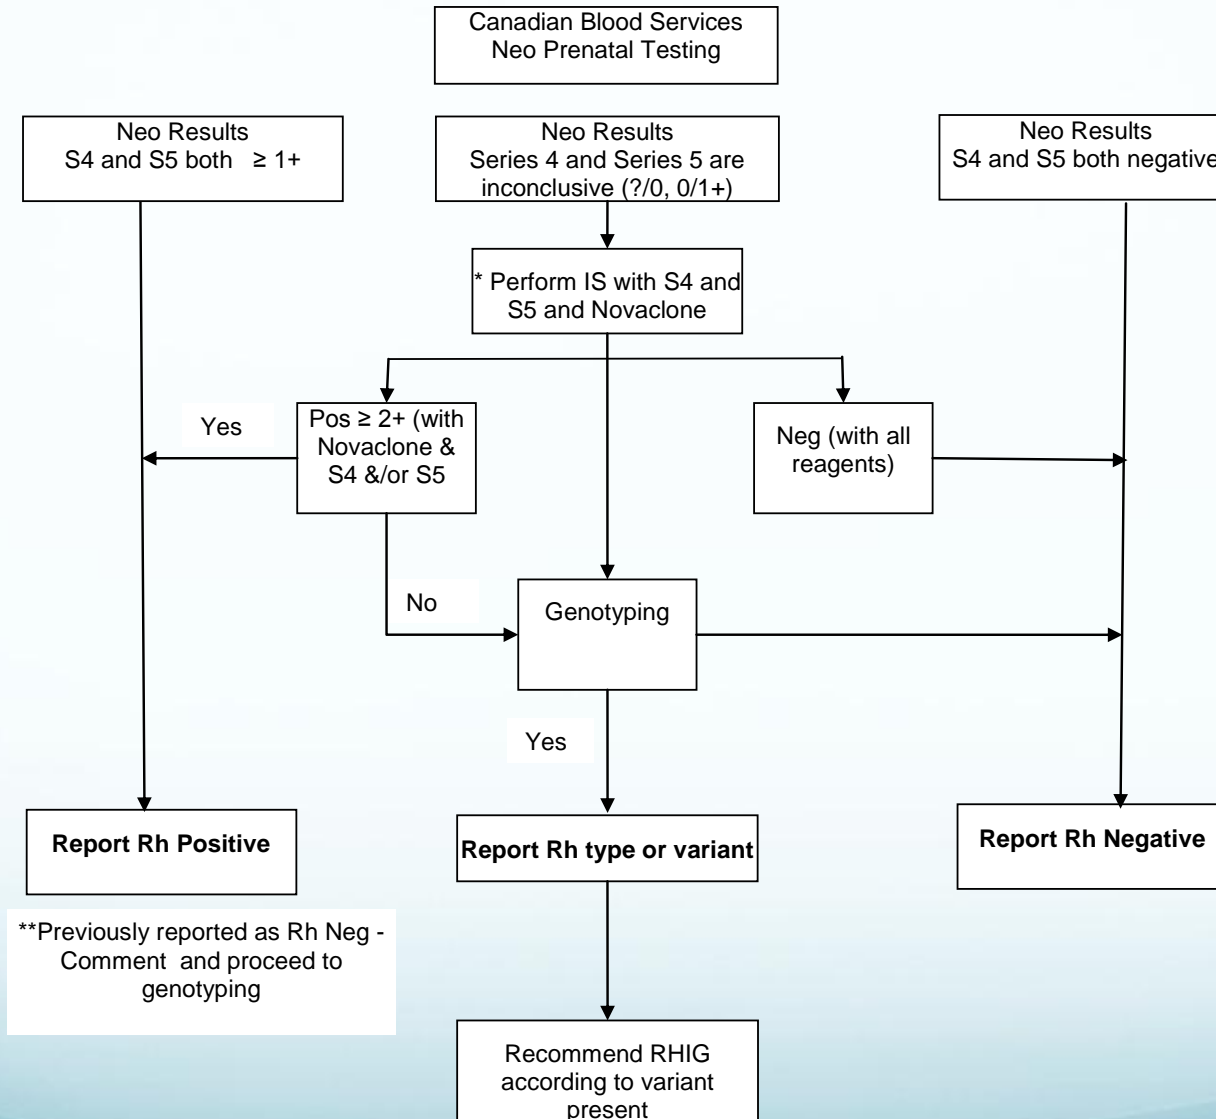 Canadian Blood Services
Neo Prenatal Testing
Neo Results
S4 and S5 both ≥ 1+
Neo Results
Series 4 and Series 5 are
inconclusive (?/0, 0/1+)
Neo Results
S4 and S5 both negative
* Perform IS with S4 and
S5 and Novaclone
Yes
Pos ≥ 2+ (with
Novaclone &
S4 &/or S5
Neg (with all
reagents)
No
Genotyping
Yes
Report Rh Positive
Report Rh type or variant
Report Rh Negative
**Previously reported as Rh Neg -
Comment and proceed to
genotyping
Recommend RHIG
according to variant
present